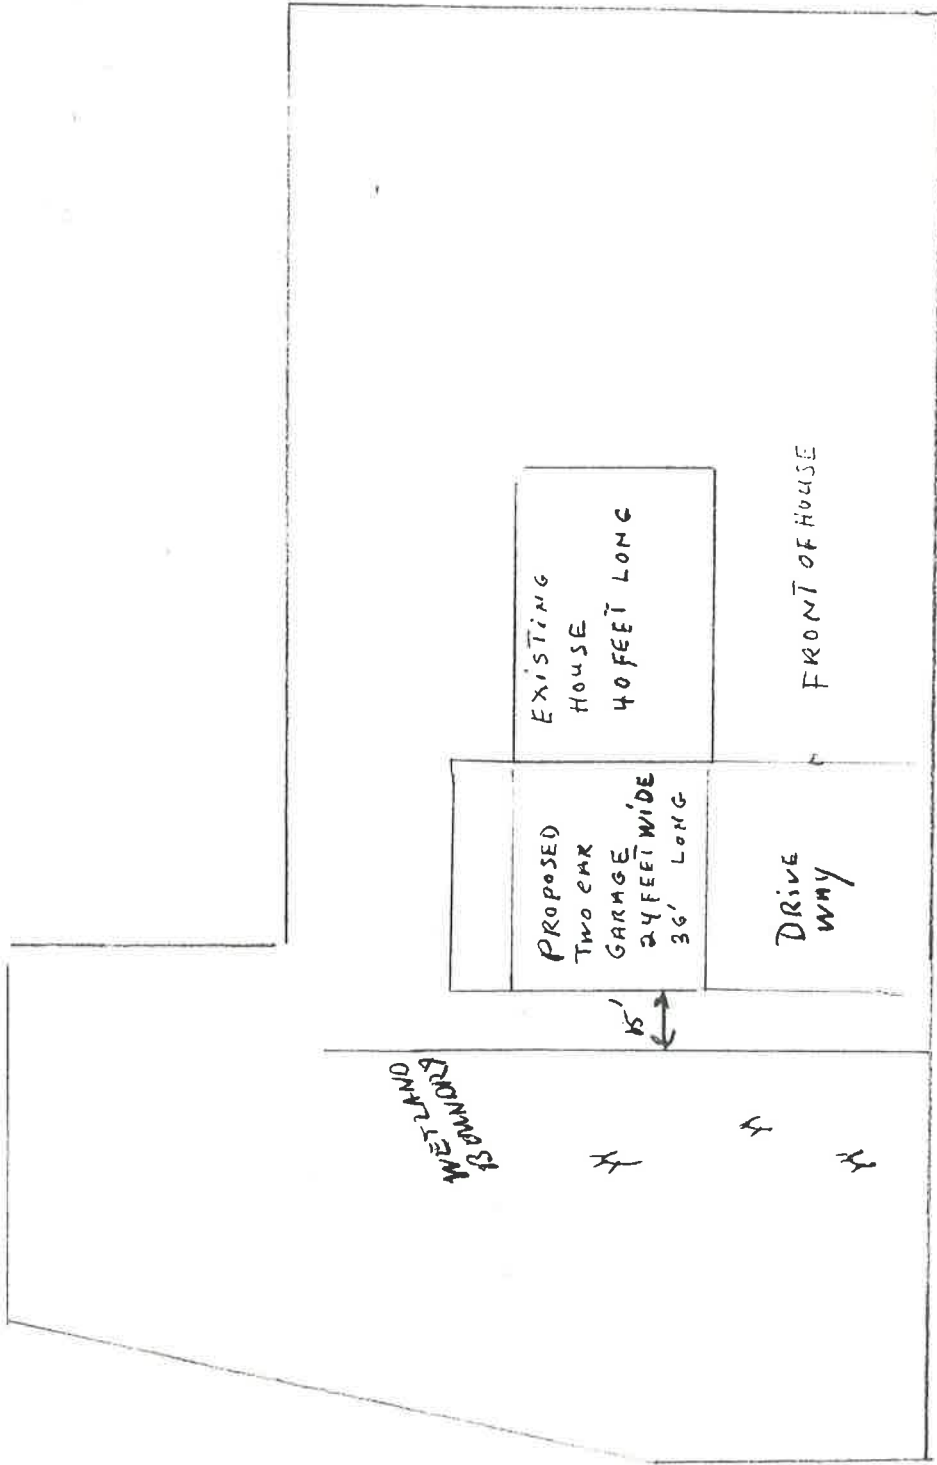 WETLAND
BOWNDRY
15'
PROPOSED
TWO CAR
GARAGE
24 FEET WIDE
36' LONG
EXISTING
HOUSE
40 FEET LONG
DRIVE
WAY
FRONT OF HOUSE